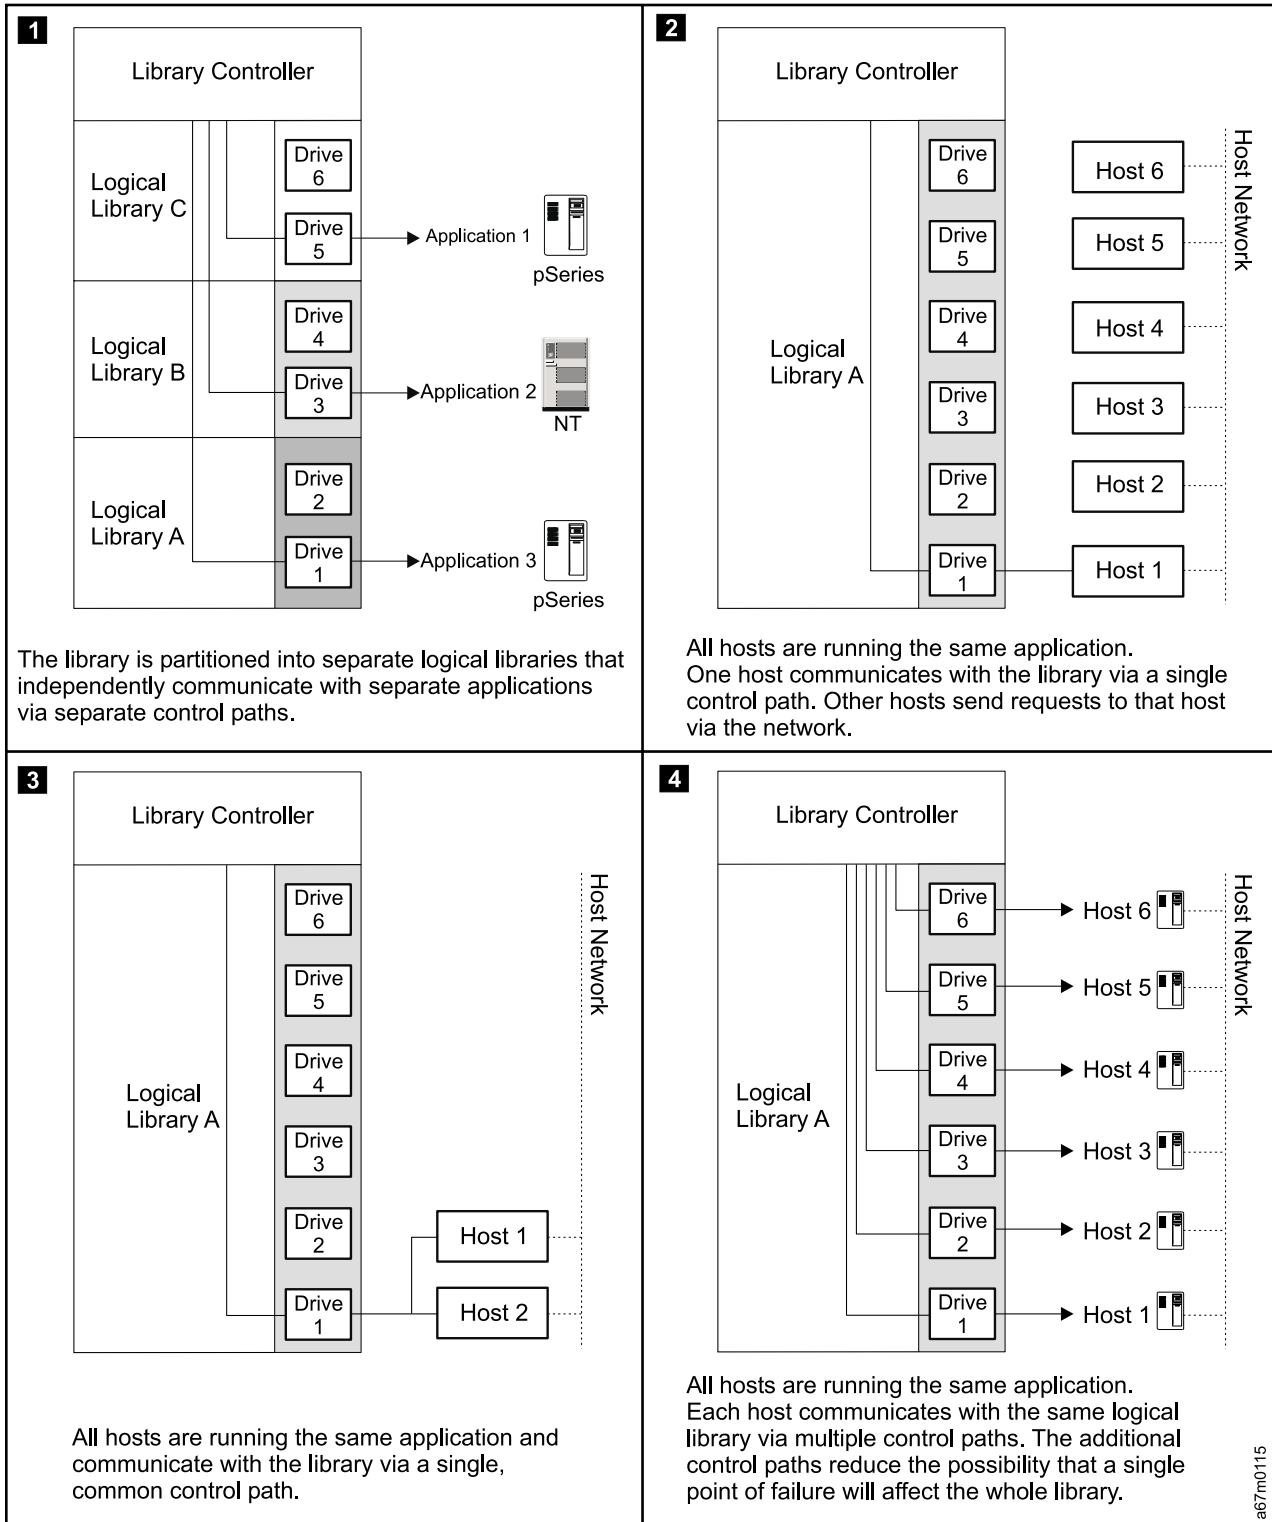 1
Library Controller
Logical
Library C
Drive
6
Drive
5
Application 1
pSeries
Logical
Library B
Drive
4
Drive
3
Application 2
NT
Logical
Library A
Drive
2
Drive
1
Application 3
pSeries
The library is partitioned into separate logical libraries that
independently communicate with separate applications
via separate control paths.
2
Library Controller
Logical
Library A
Drive
6
Drive
5
Drive
4
Drive
3
Drive
2
Drive
1
Host 6
Host 5
Host 4
Host 3
Host 2
Host 1
Host Network
All hosts are running the same application.
One host communicates with the library via a single
control path. Other hosts send requests to that host
via the network.
3
Library Controller
Logical
Library A
Drive
6
Drive
5
Drive
4
Drive
3
Drive
2
Drive
1
Host 1
Host 2
Host Network
All hosts are running the same application and
communicate with the library via a single,
common control path.
4
Library Controller
Logical
Library A
Drive
6
Drive
5
Drive
4
Drive
3
Drive
2
Drive
1
Host 6
Host 5
Host 4
Host 3
Host 2
Host 1
Host Network
All hosts are running the same application.
Each host communicates with the same logical
library via multiple control paths. The additional
control paths reduce the possibility that a single
point of failure will affect the whole library.
a67m0115